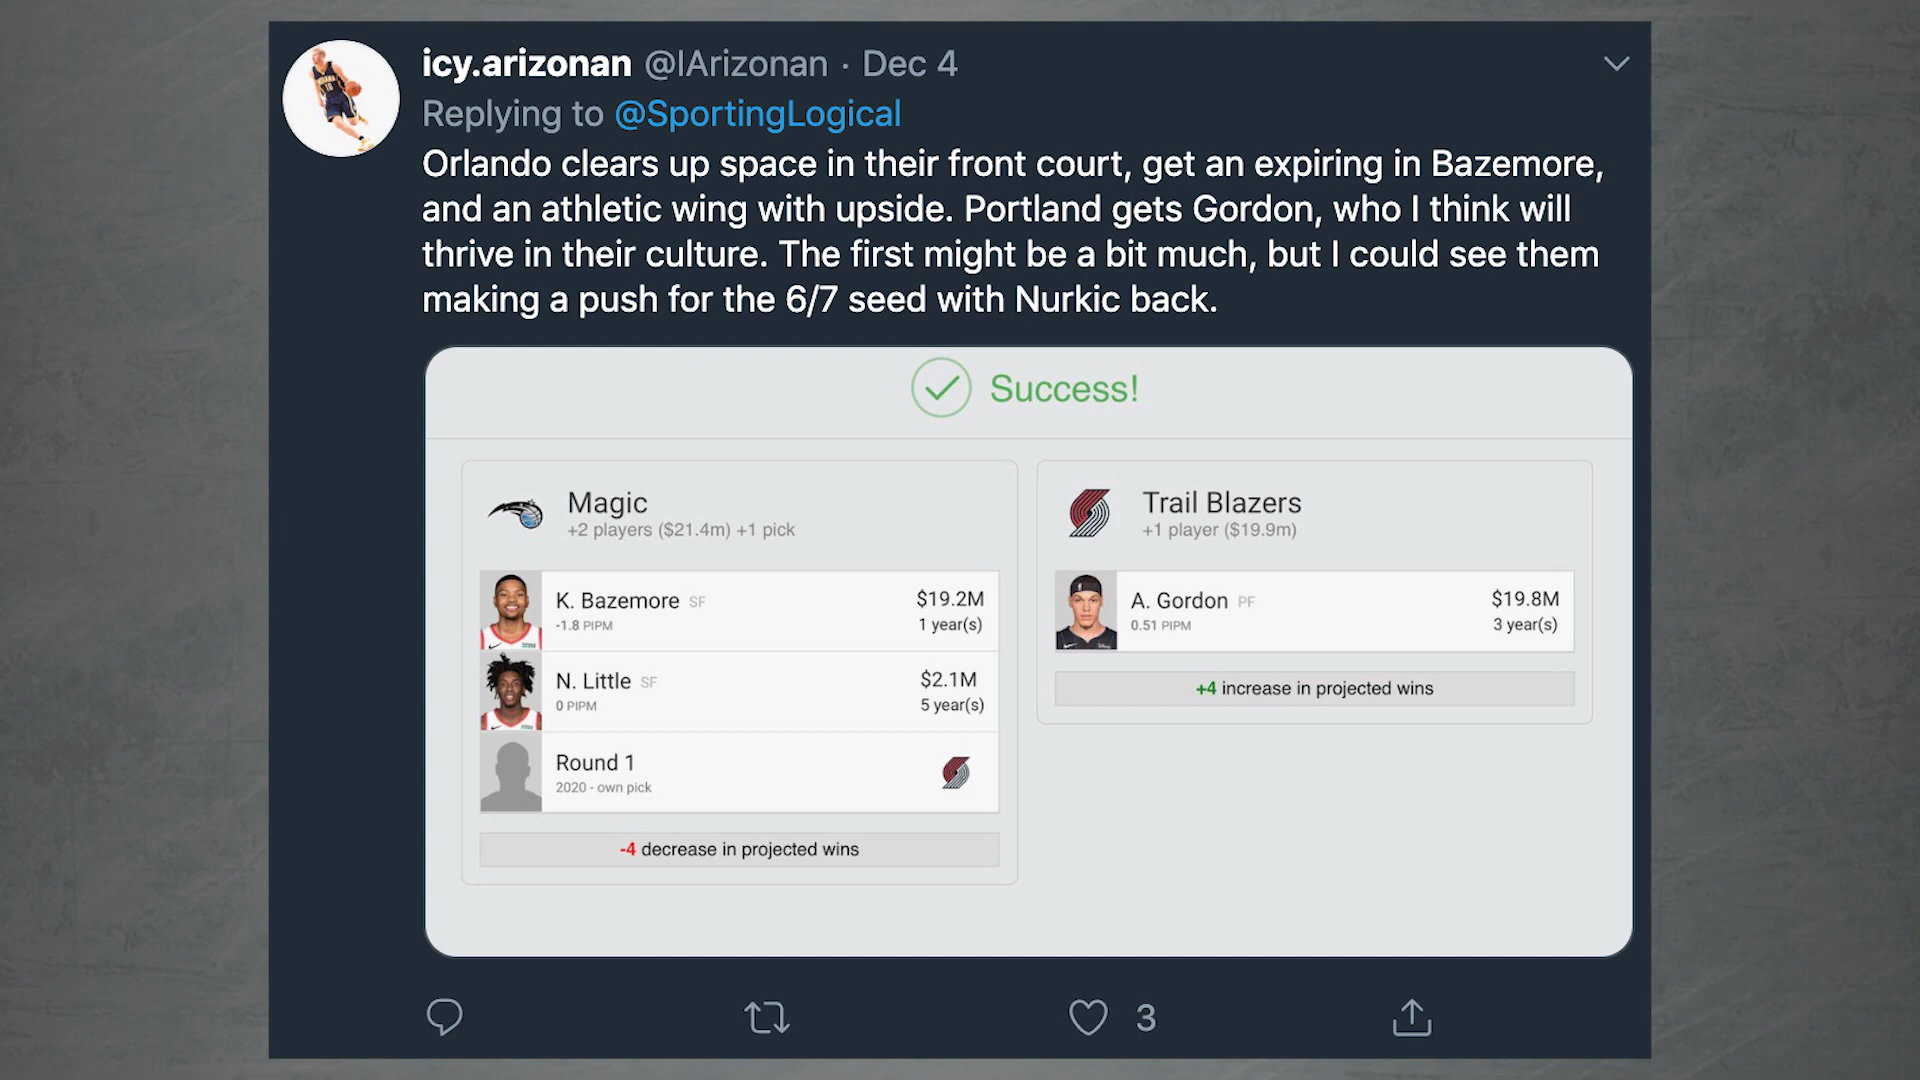 icy.arizonan @IArizonan · Dec 4
Replying to @SportingLogical
Orlando clears up space in their front court, get an expiring in Bazemore,
and an athletic wing with upside. Portland gets Gordon, who I think will
thrive in their culture. The first might be a bit much, but I could see them
making a push for the 6/7 seed with Nurkic back.
Success!
Magic
+2 players ($21.4m) +1 pick
K. Bazemore SF $19.2M
-1.8 PIPM 1 year(s)
N. Little SF $2.1M
0 PIPM 5 year(s)
Round 1
2020 - own pick
-4 decrease in projected wins
Trail Blazers
+1 player ($19.9m)
A. Gordon PF $19.8M
0.51 PIPM 3 year(s)
+4 increase in projected wins
3